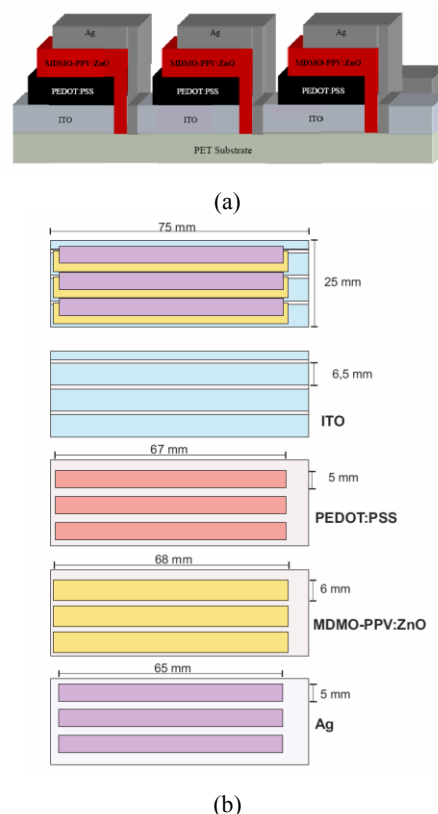 Ag Ag Ag
MDMO-PPV:ZnO MDMO-PPV:ZnO MDMO-PPV:ZnO
PEDOT:PSS PEDOT:PSS PEDOT:PSS
ITO ITO ITO
PET Substrate
(a)
75 mm
25 mm
6,5 mm
ITO
67 mm
5 mm
PEDOT:PSS
68 mm
6 mm
MDMO-PPV:ZnO
65 mm
5 mm
Ag
(b)